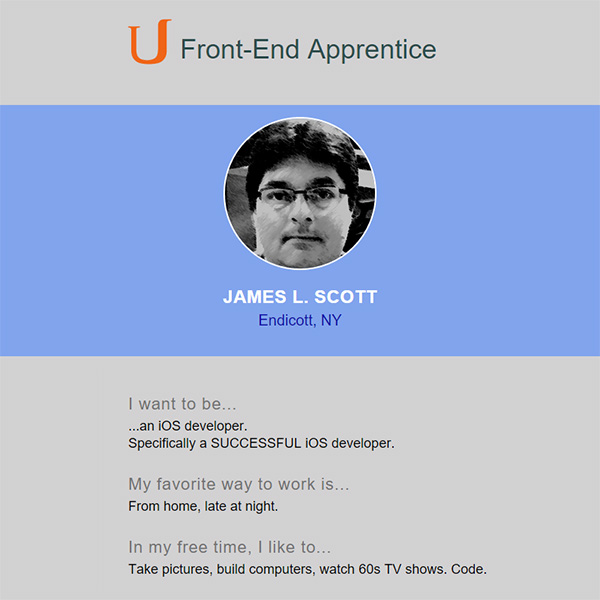 U Front-End Apprentice
JAMES L. SCOTT
Endicott, NY
I want to be...
...an iOS developer.
Specifically a SUCCESSFUL iOS developer.
My favorite way to work is...
From home, late at night.
In my free time, I like to...
Take pictures, build computers, watch 60s TV shows. Code.